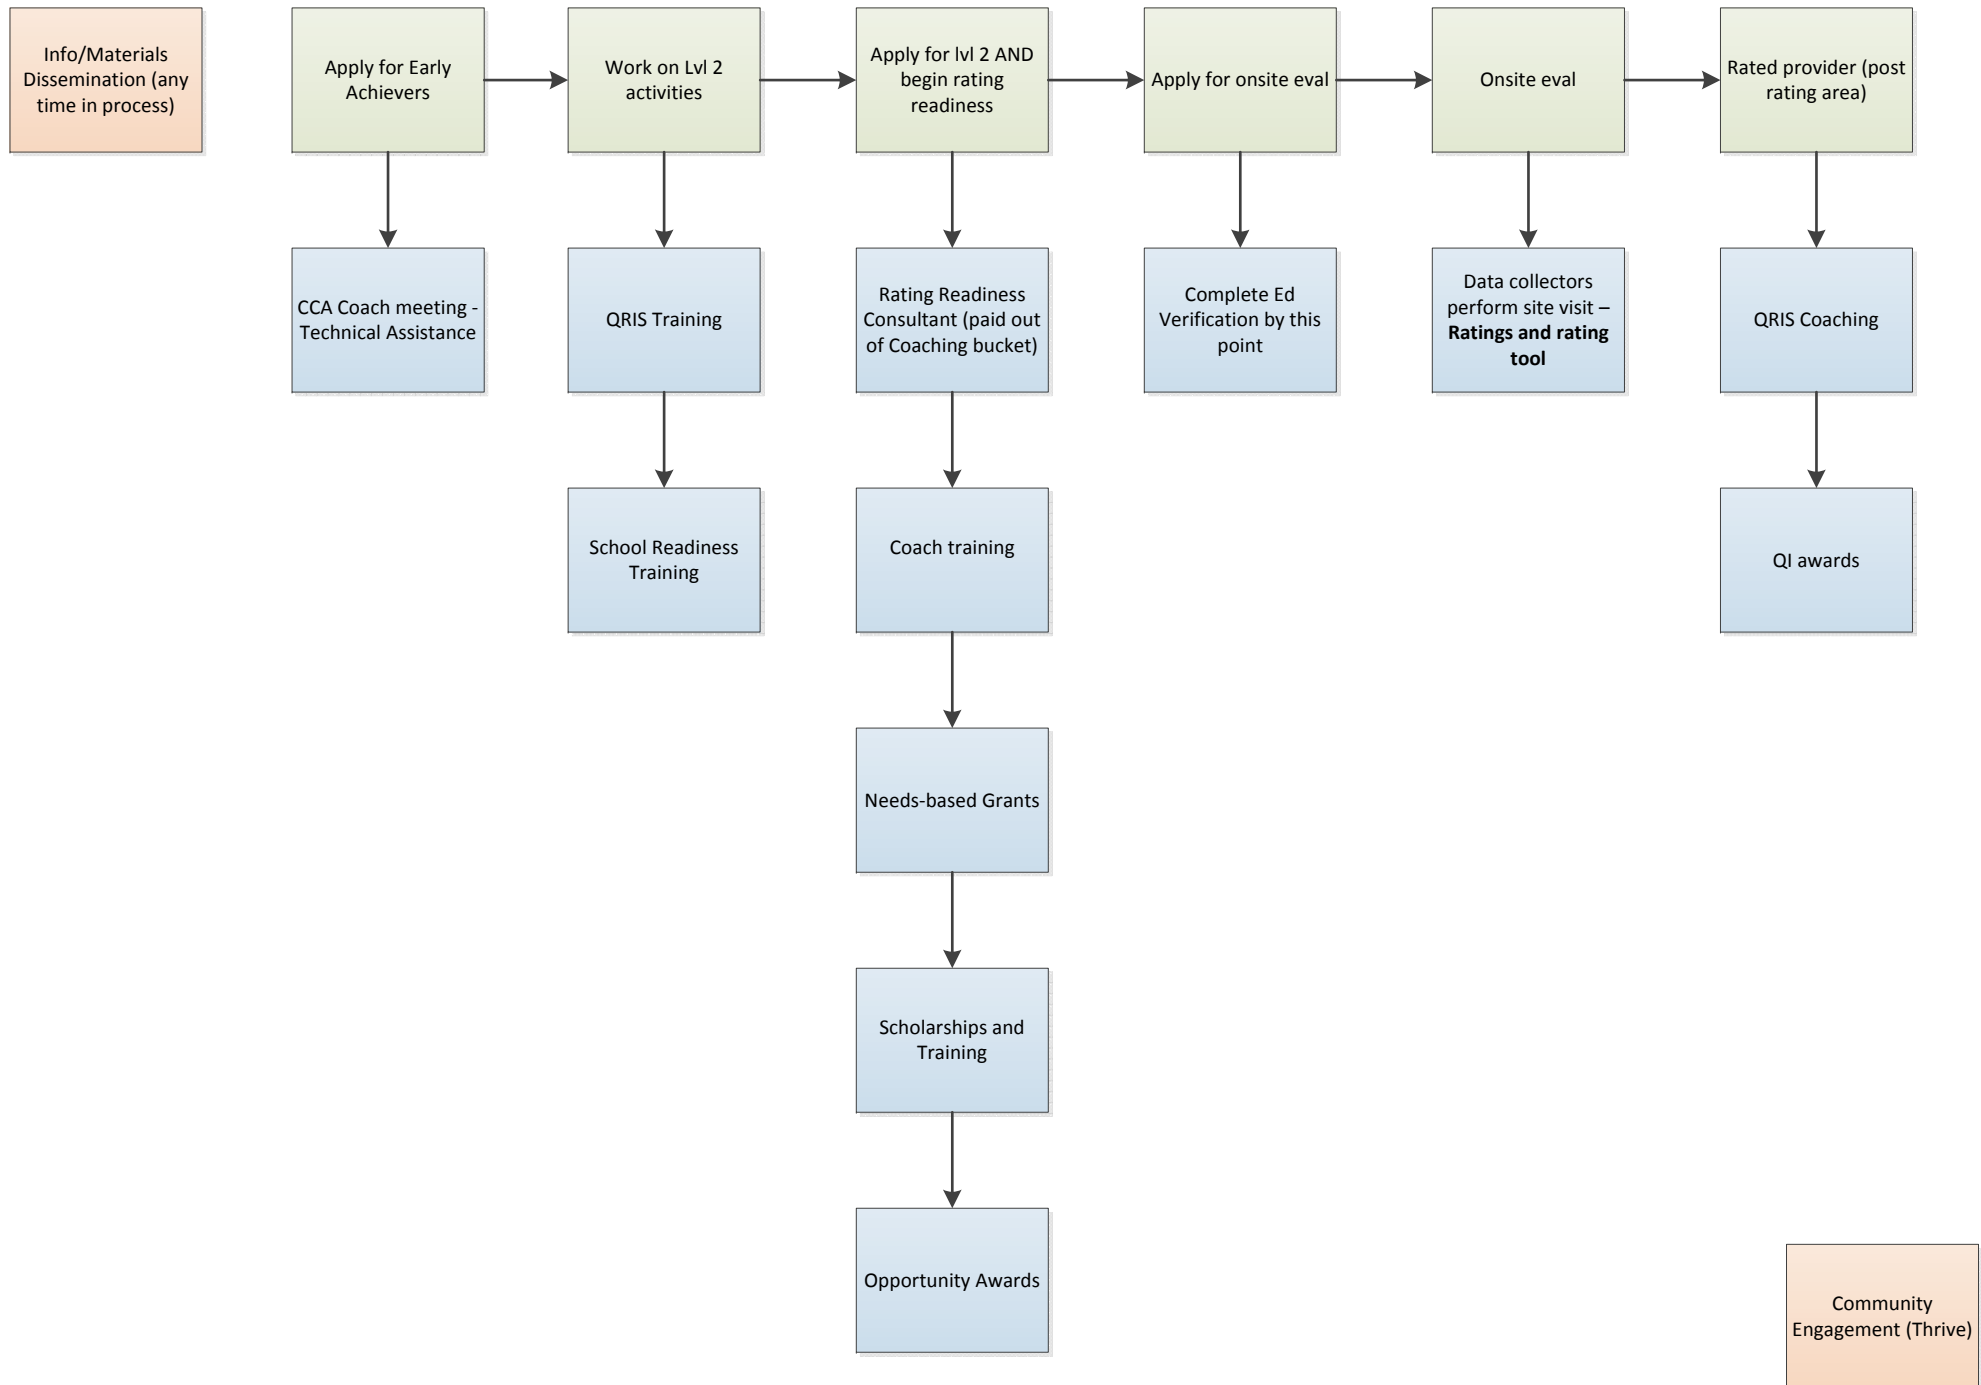 Info/Materials
Dissemination (any
time in process)
Apply for Early
Achievers
Work on Lvl 2
activities
Apply for lvl 2 AND
begin rating
readiness
Apply for onsite eval
Onsite eval
Rated provider (post
rating area)
CCA Coach meeting -
Technical Assistance
QRIS Training
Rating Readiness
Consultant (paid out
of Coaching bucket)
Complete Ed
Verification by this
point
Data collectors
perform site visit –
Ratings and rating
tool
QRIS Coaching
School Readiness
Training
Coach training
QI awards
Needs-based Grants
Scholarships and
Training
Opportunity Awards
Community
Engagement (Thrive)